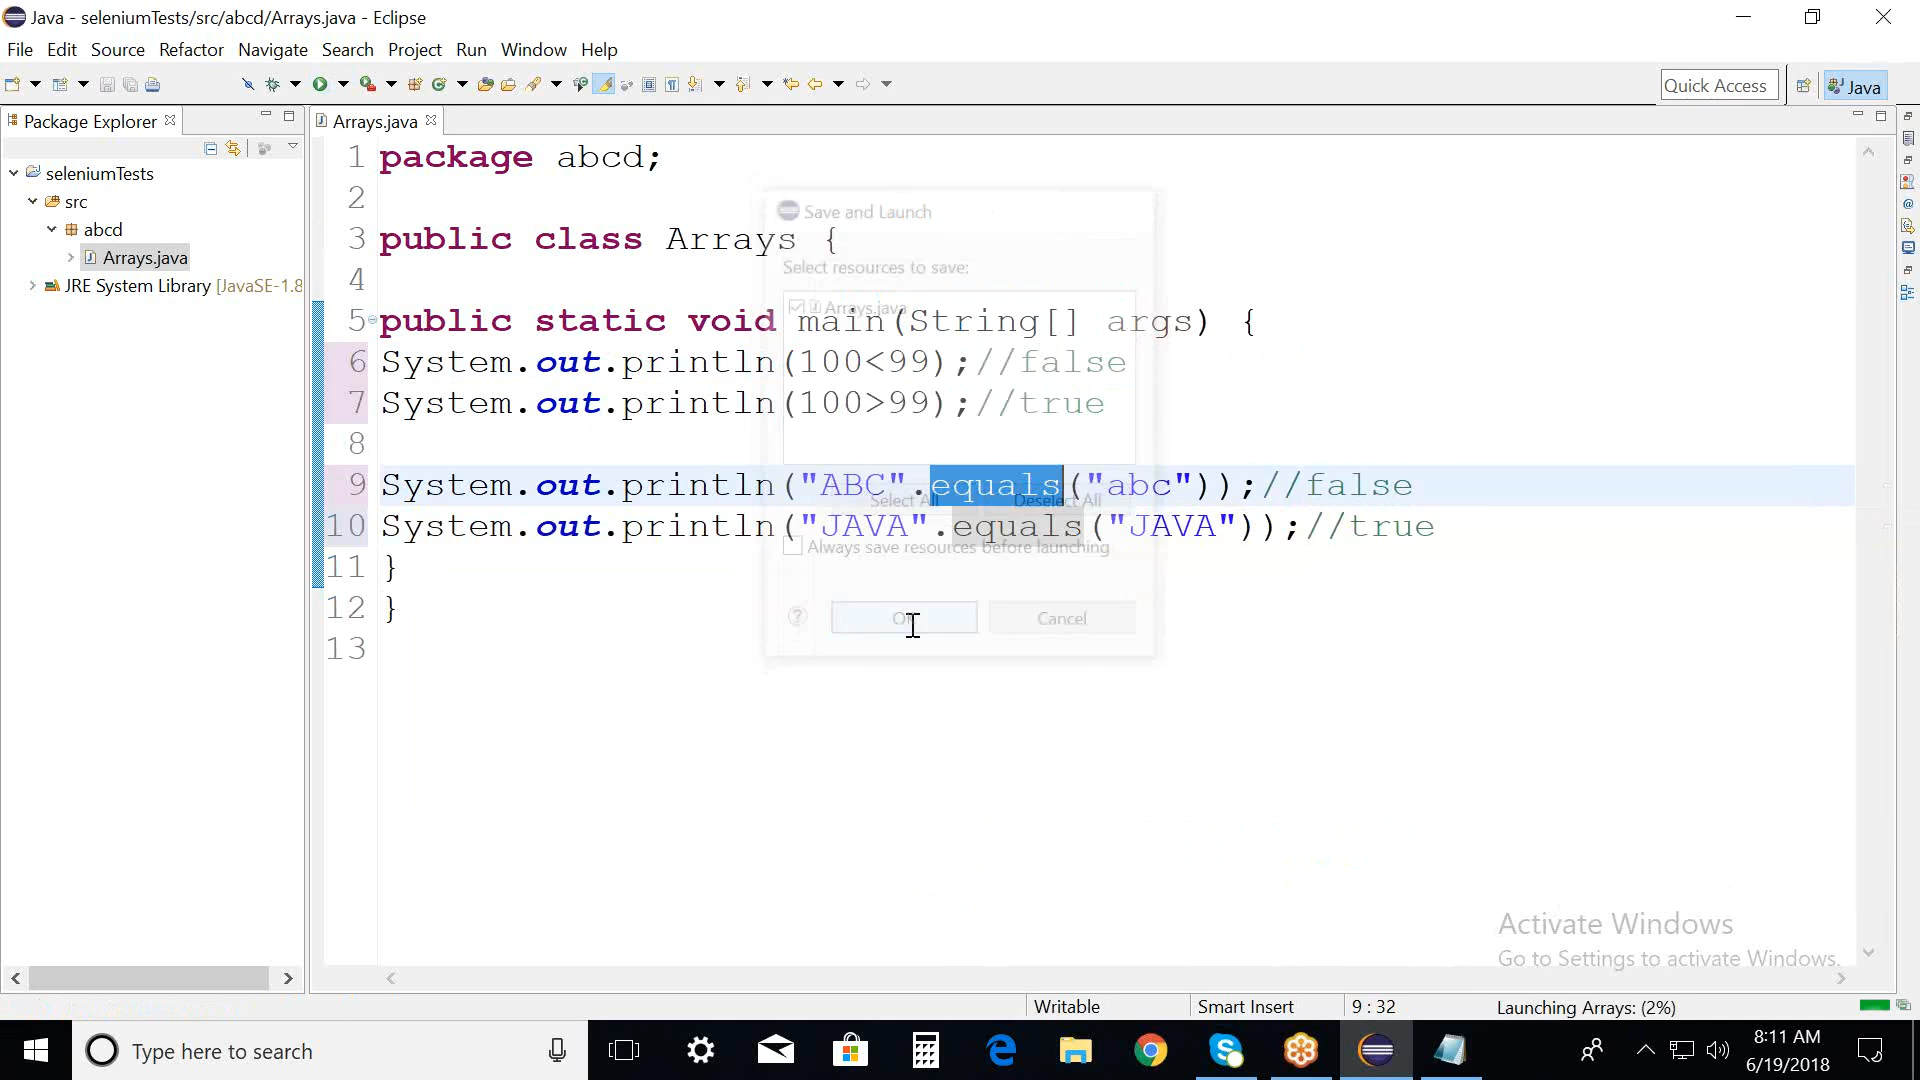 Java - seleniumTests/src/abcd/Arrays.java - Eclipse
File Edit Source Refactor Navigate Search Project Run Window Help
Quick Access
Java
Package Explorer
Arrays.java
seleniumTests
src
abcd
Arrays.java
JRE System Library [JavaSE-1.8
1 package abcd;
2
3 public class Arrays {
4
5 public static void main(String[] args) {
6 System.out.println(100<99);//false
7 System.out.println(100>99);//true
8
9 System.out.println("ABC".equals("abc"));//false
10 System.out.println("JAVA".equals("JAVA"));//true
11 }
12 }
13
Save and Launch
Select resources to save:
Arrays.java
Select All Deselect All
Always save resources before launching
OK Cancel
Activate Windows
Go to Settings to activate Windows.
Writable
Smart Insert
9 : 32
Launching Arrays: (2%)
Type here to search
8:11 AM
6/19/2018